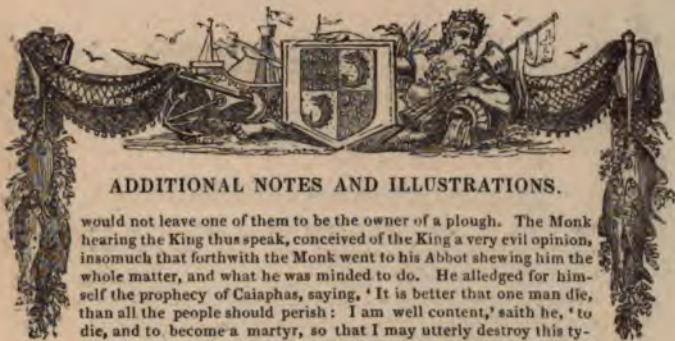 ADDITIONAL NOTES AND ILLUSTRATIONS.
would not leave one of them to be the owner of a plough. The Monk
hearing the King thus speak, conceived of the King a very evil opinion,
insomuch that forthwith the Monk went to his Abbot shewing him the
whole matter, and what he was minded to do. He alledged for him-
self the prophecy of Caiaphas, saying, ‘ It is better that one man die,
than all the people should perish : I am well content,’ saith he, ‘ to
die, and to become a martyr, so that I may utterly destroy this ty-